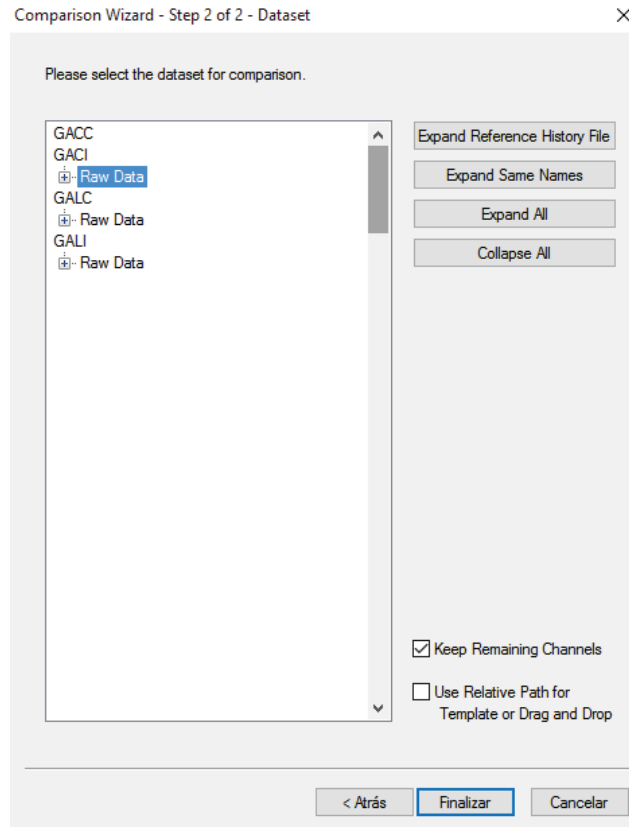 Comparison Wizard - Step 2 of 2 - Dataset
Please select the dataset for comparison.
GACC
GACI
Raw Data
GALC
Raw Data
GALI
Raw Data
Expand Reference History File
Expand Same Names
Expand All
Collapse All
Keep Remaining Channels
Use Relative Path for
Template or Drag and Drop
< Atrás
Finalizar
Cancelar